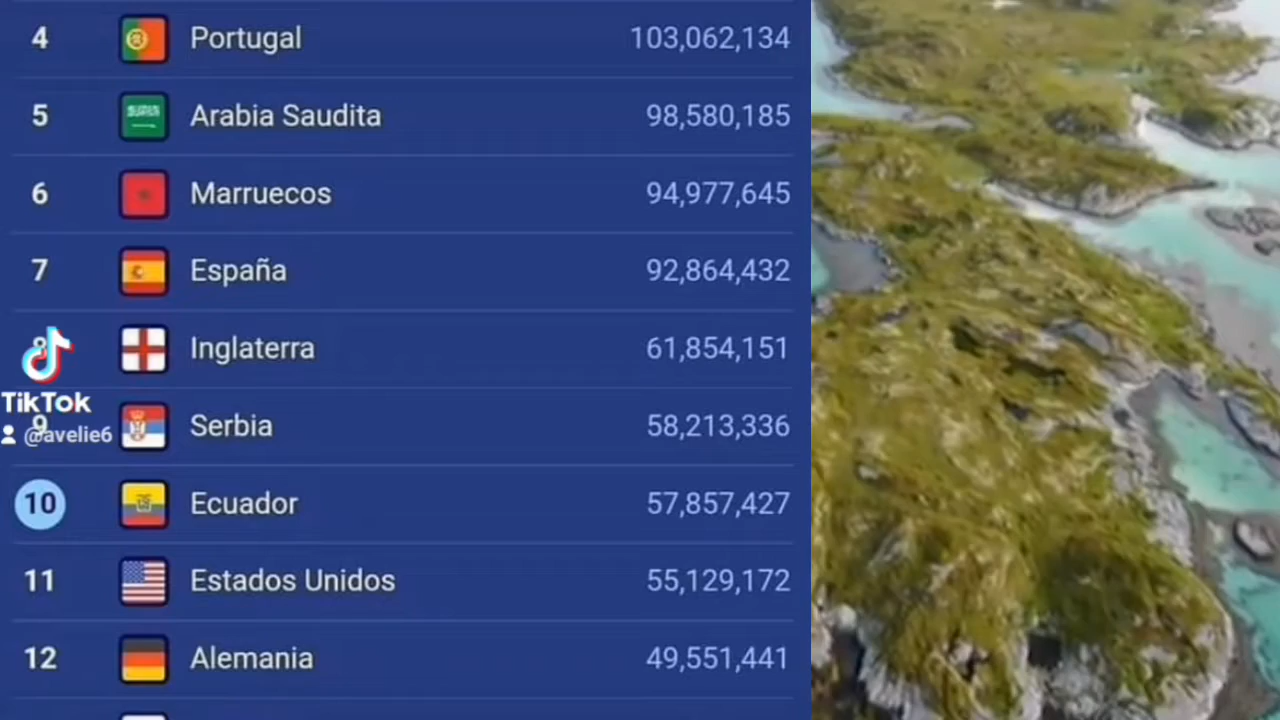 4 Portugal 103,062,134
5 Arabia Saudita 98,580,185
6 Marruecos 94,977,645
7 España 92,864,432
8 Inglaterra 61,854,151
TikTok
9 Serbia 58,213,336
@avelie6
10 Ecuador 57,857,427
11 Estados Unidos 55,129,172
12 Alemania 49,551,441